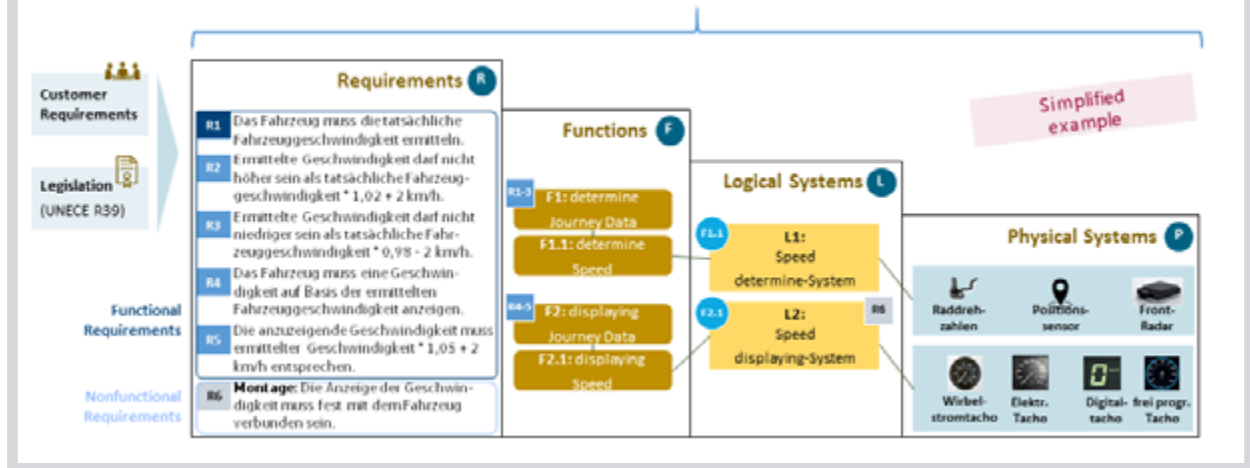 Customer
Requirements
Legislation
(UNECE R39)
Functional
Requirements
Nonfunctional
Requirements
Requirements R
R1 Das Fahrzeug muss die tatsächliche
Fahrzeuggeschwindigkeit ermitteln.
R2 Ermittelte Geschwindigkeit darf nicht
höher sein als tatsächliche Fahrzeug-
geschwindigkeit * 1,02 + 2 km/h.
R3 Ermittelte Geschwindigkeit darf nicht
niedriger sein als tatsächliche Fahr-
zeuggeschwindigkeit * 0,98 - 2 km/h.
R4 Das Fahrzeug muss eine Geschwin-
digkeit auf Basis der ermittelten
Fahrzeuggeschwindigkeit anzeigen.
R5 Die anzuzeigende Geschwindigkeit muss
ermittelter Geschwindigkeit * 1,05 + 2
km/h entsprechen.
R6 Montage: Die Anzeige der Geschwin-
digkeit muss fest mit dem Fahrzeug
verbunden sein.
Functions F
R1-3
F1: determine
Journey Data
F1.1: determine
Speed
R4-5
F2: displaying
Journey Data
F2.1: displaying
Speed
Logical Systems L
F1.1
L1:
Speed
determine-System
F2.1
R6
L2:
Speed
displaying-System
Simplified
example
Physical Systems P
Raddreh-
zahlen
Positions-
sensor
Front-
Radar
Wirbel-
stromtacho
Elektr.
Tacho
Digital-
tacho
frei progr.
Tacho